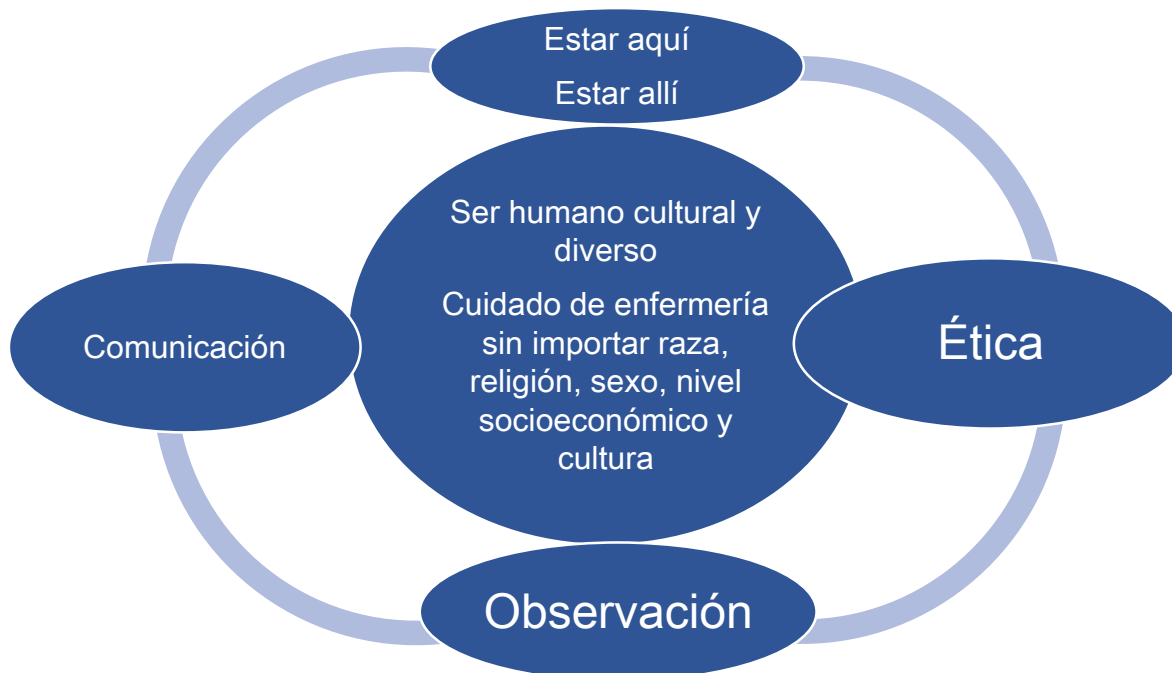 Estar aquí
Estar allí
Ser humano cultural y
diverso
Cuidado de enfermería
sin importar raza,
religión, sexo, nivel
socioeconómico y
cultura
Comunicación
Ética
Observación